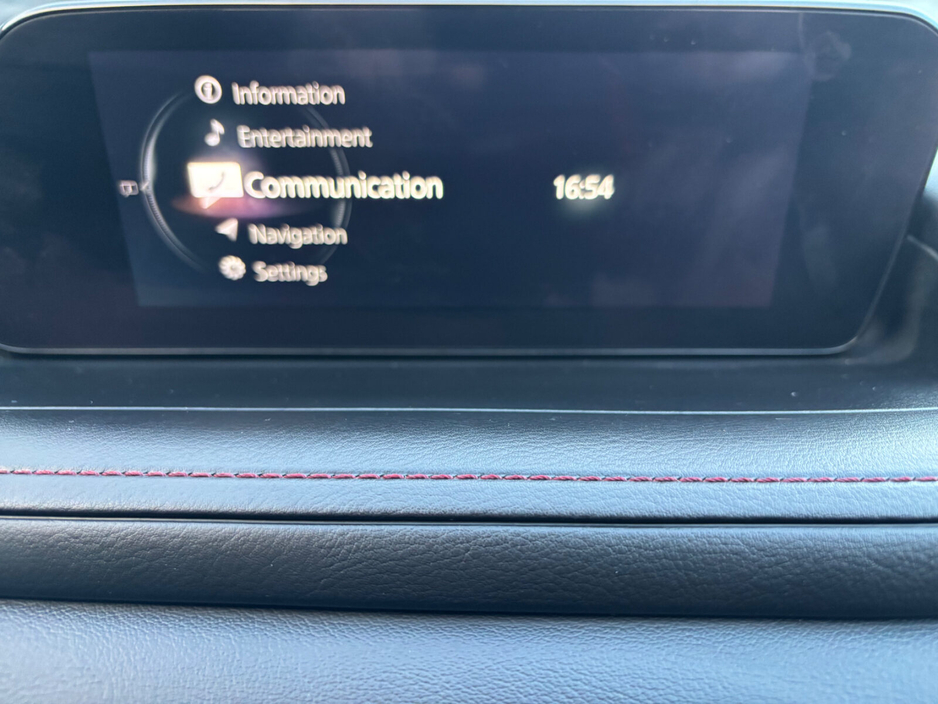 Information
Entertainment
Communication
16:54
Navigation
Settings